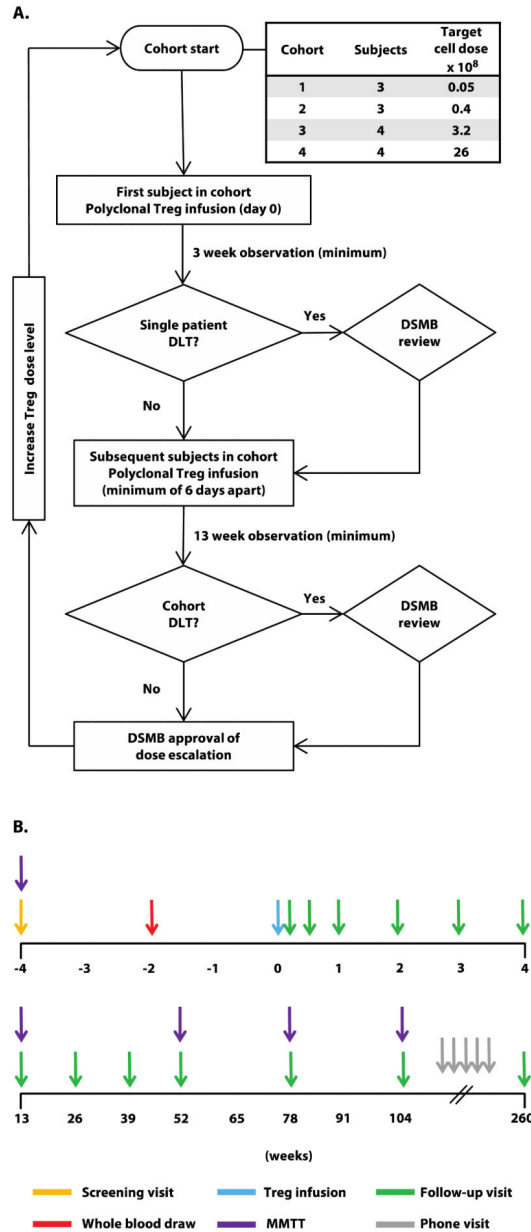 A.
Cohort start
Cohort Subjects Target cell dose x 10⁸
1 3 0.05
2 3 0.4
3 4 3.2
4 4 26
First subject in cohort
Polyclonal Treg infusion (day 0)
3 week observation (minimum)
Single patient
DLT?
Yes
DSMB
review
No
Increase Treg dose level
Subsequent subjects in cohort
Polyclonal Treg infusion
(minimum of 6 days apart)
13 week observation (minimum)
Cohort
DLT?
Yes
DSMB
review
No
DSMB approval of
dose escalation
B.
-4 -3 -2 -1 0 1 2 3 4
13 26 39 52 65 78 91 104 260
(weeks)
Screening visit Treg infusion Follow-up visit
Whole blood draw MMTT Phone visit